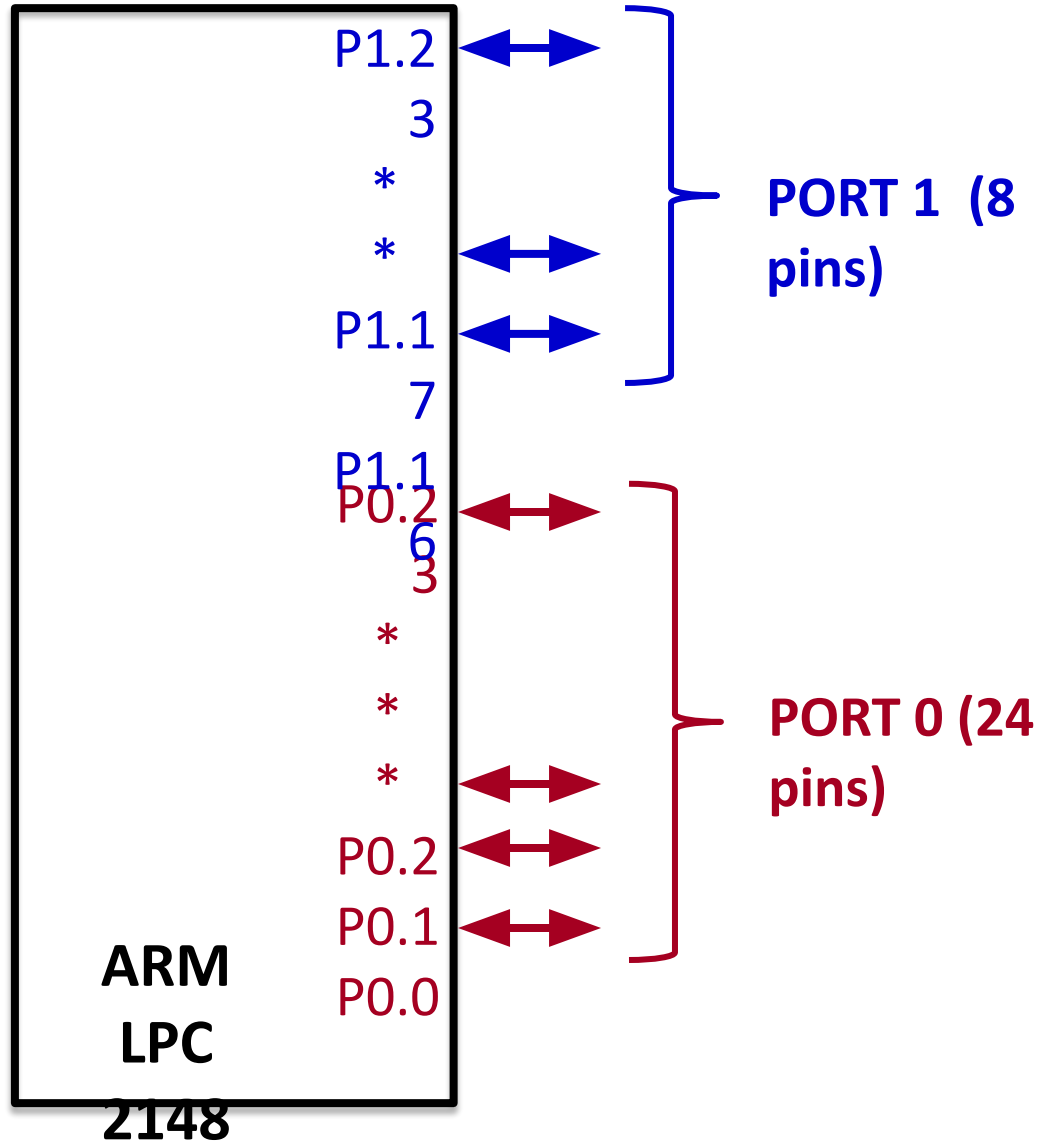 P1.2
3
*
*
P1.1
7
P1.1
6
PORT 1 (8
pins)
P0.2
3
*
*
*
P0.2
P0.1
P0.0
PORT 0 (24
pins)
ARM
LPC
2148